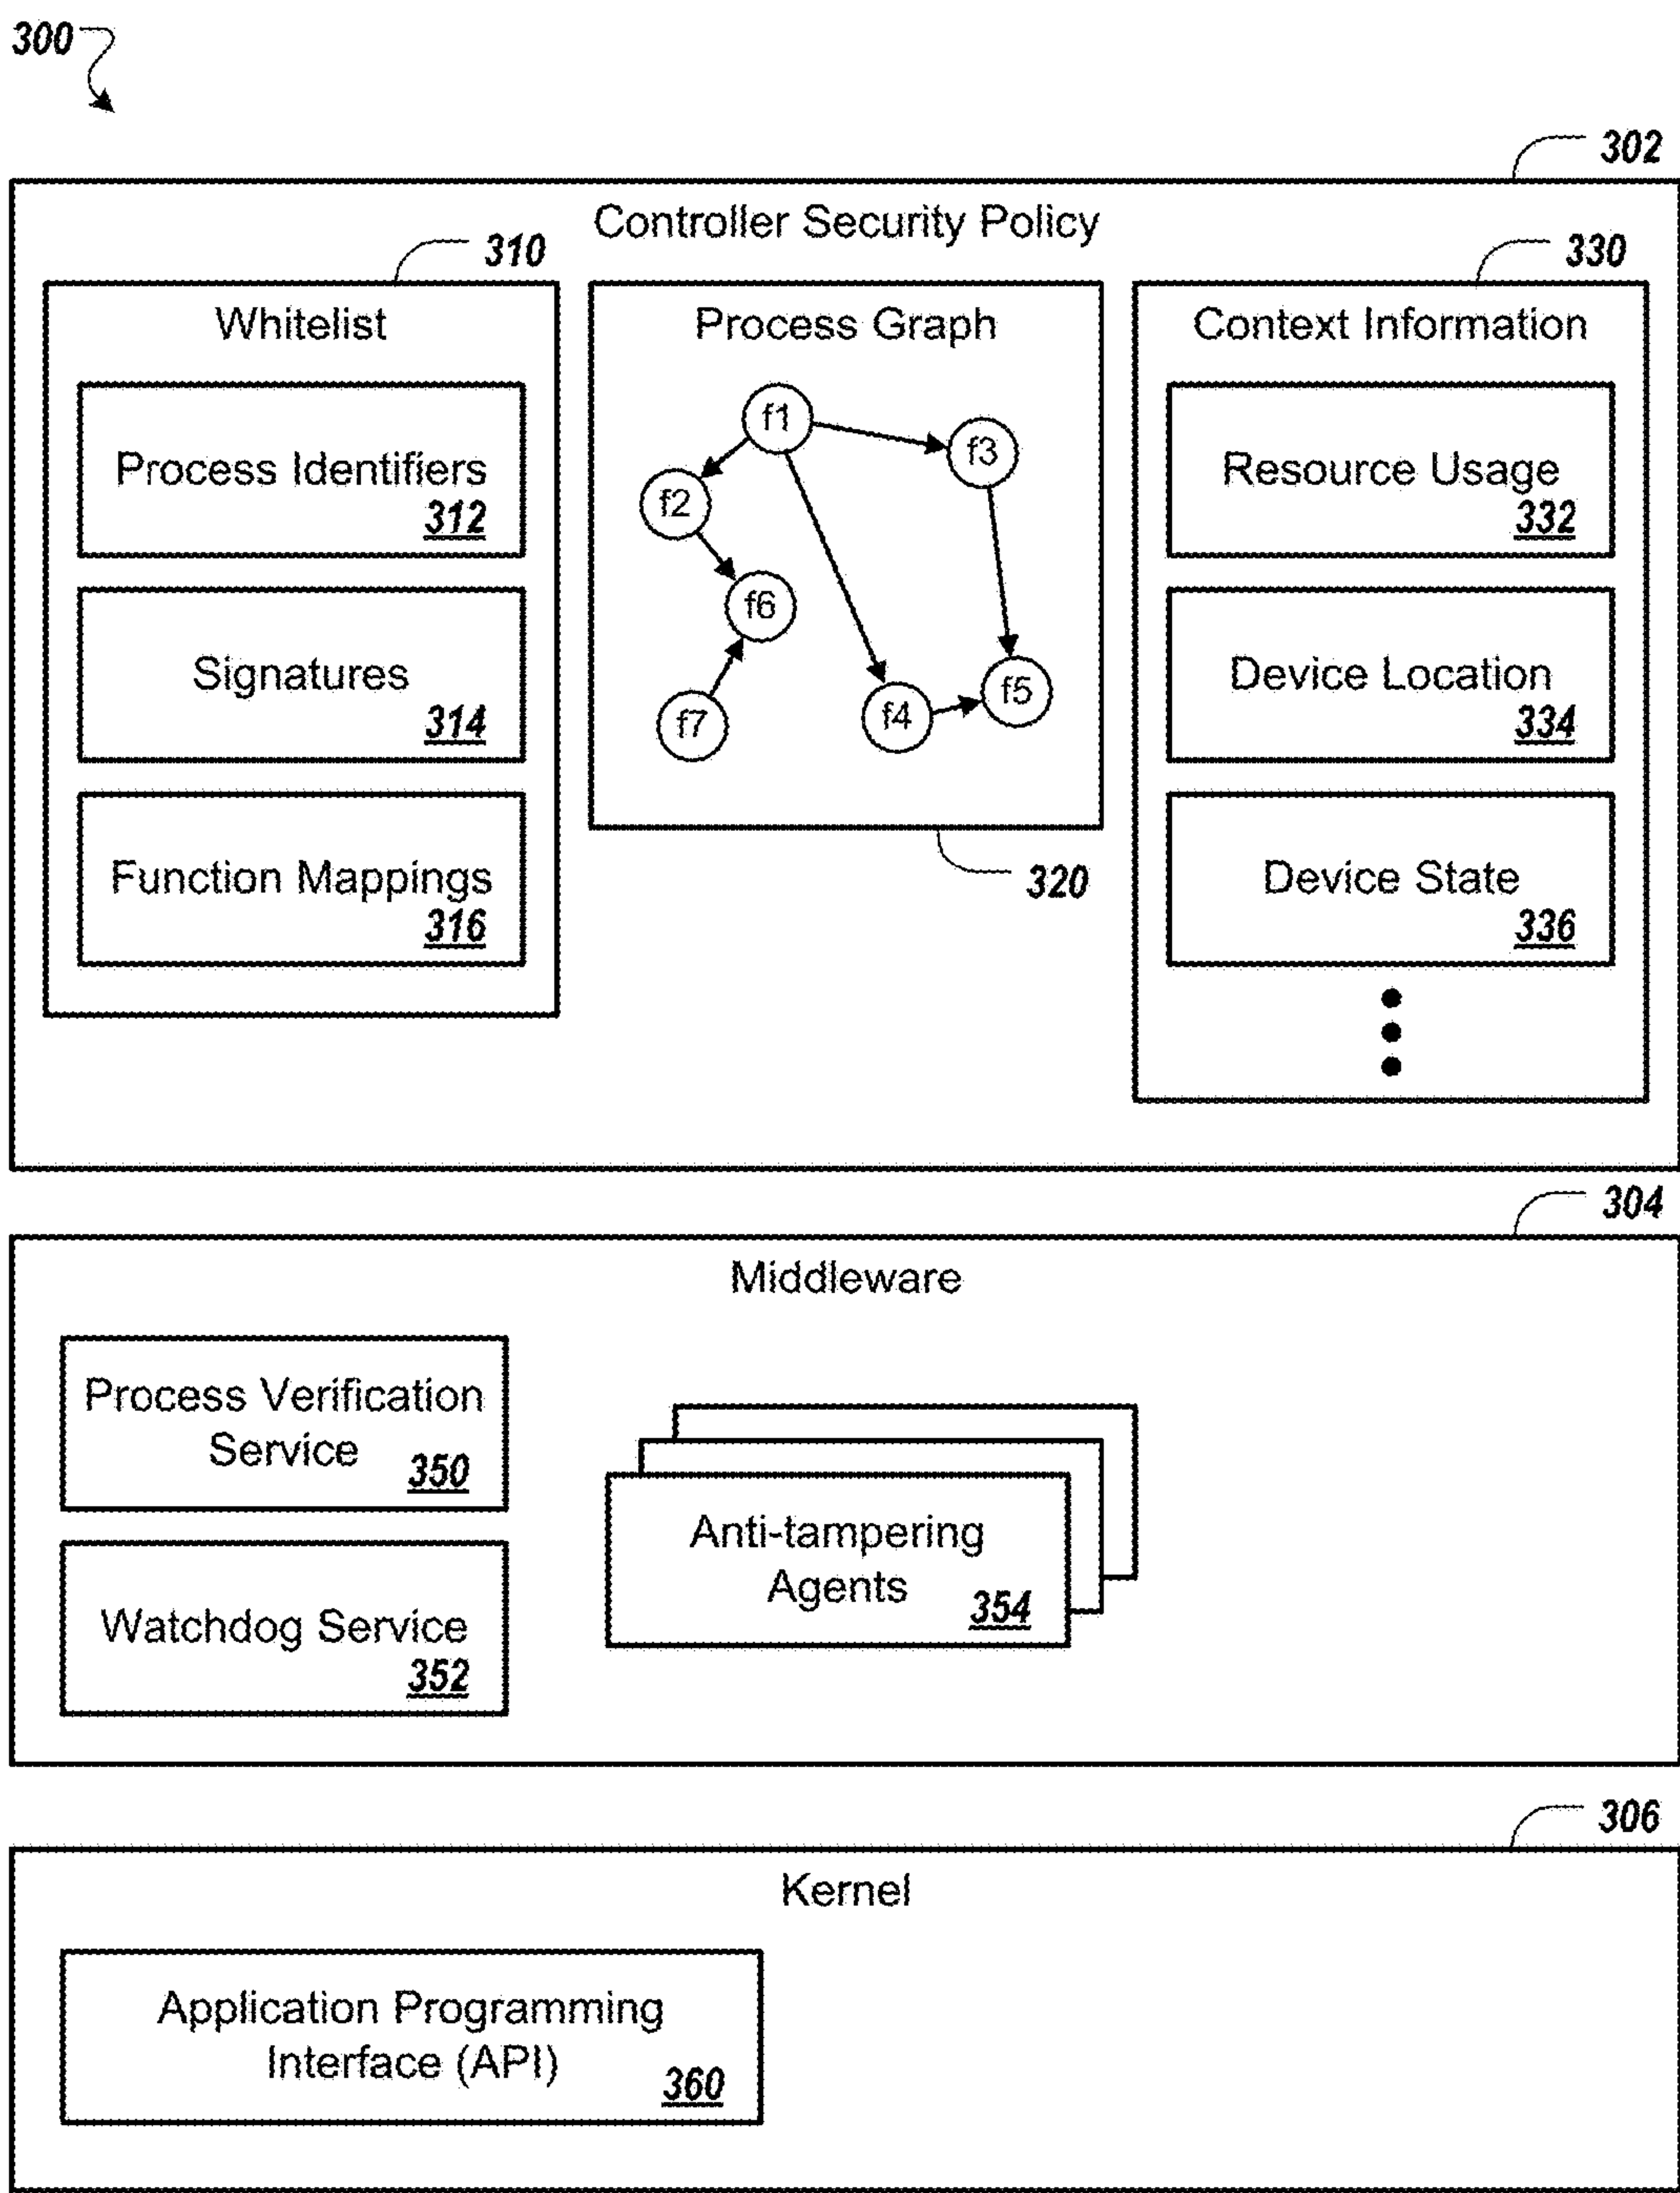 300
302
Controller Security Policy
310
330
Whitelist
Process Identifiers
312
Signatures
314
Function Mappings
316
Process Graph
f1
f3
f2
f6
f5
f4
f7
320
Context Information
Resource Usage
332
Device Location
334
Device State
336
304
Middleware
Process Verification
Service 350
Watchdog Service
352
Anti-tampering
Agents 354
306
Kernel
Application Programming
Interface (API) 360